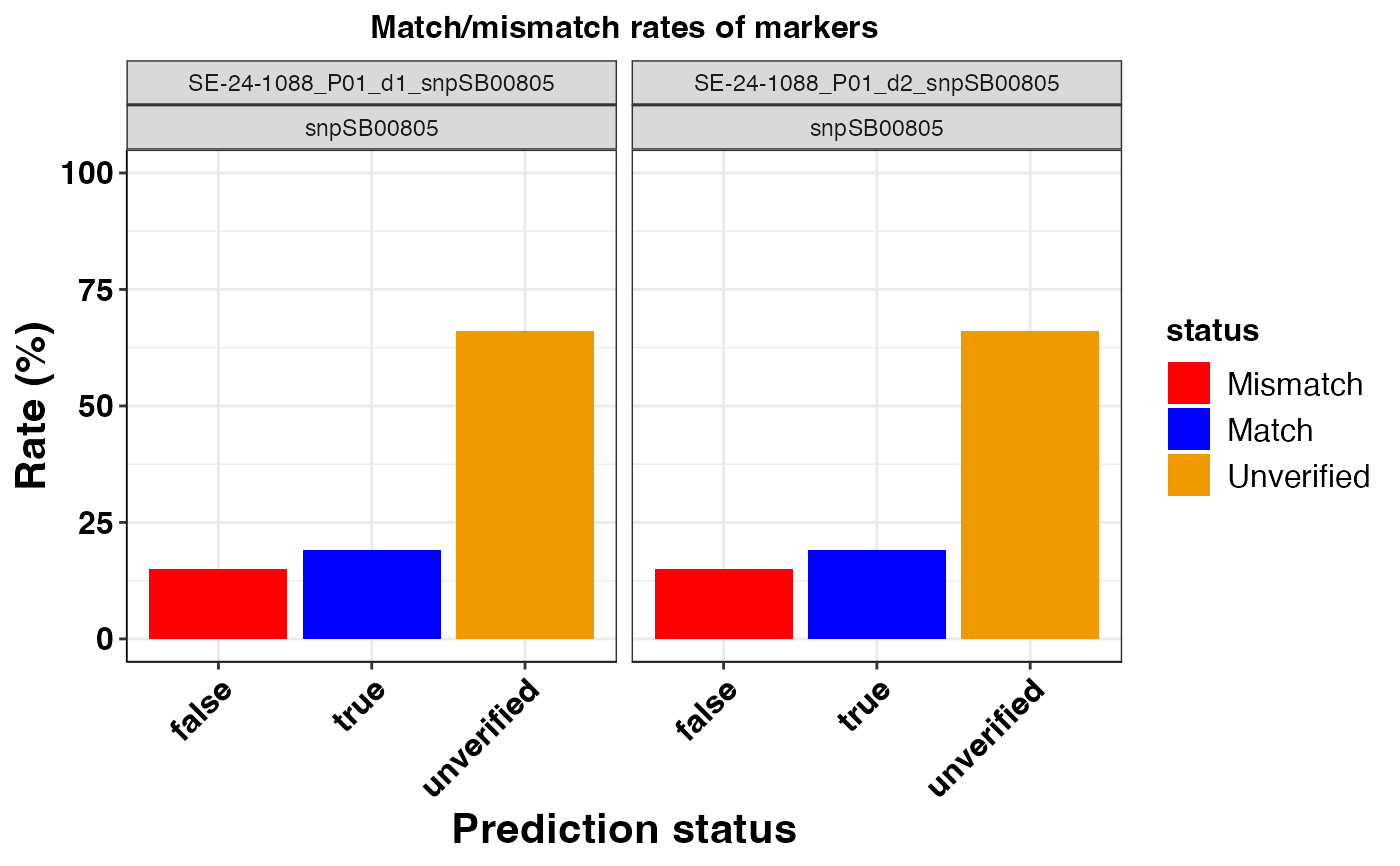 Match/mismatch rates of markers
SE-24-1088_P01_d1_snpSB00805
SE-24-1088_P01_d2_snpSB00805
snpSB00805
snpSB00805
Rate (%)
100
75
50
25
0
false
true
unverified
false
true
unverified
Prediction status
status
Mismatch
Match
Unverified